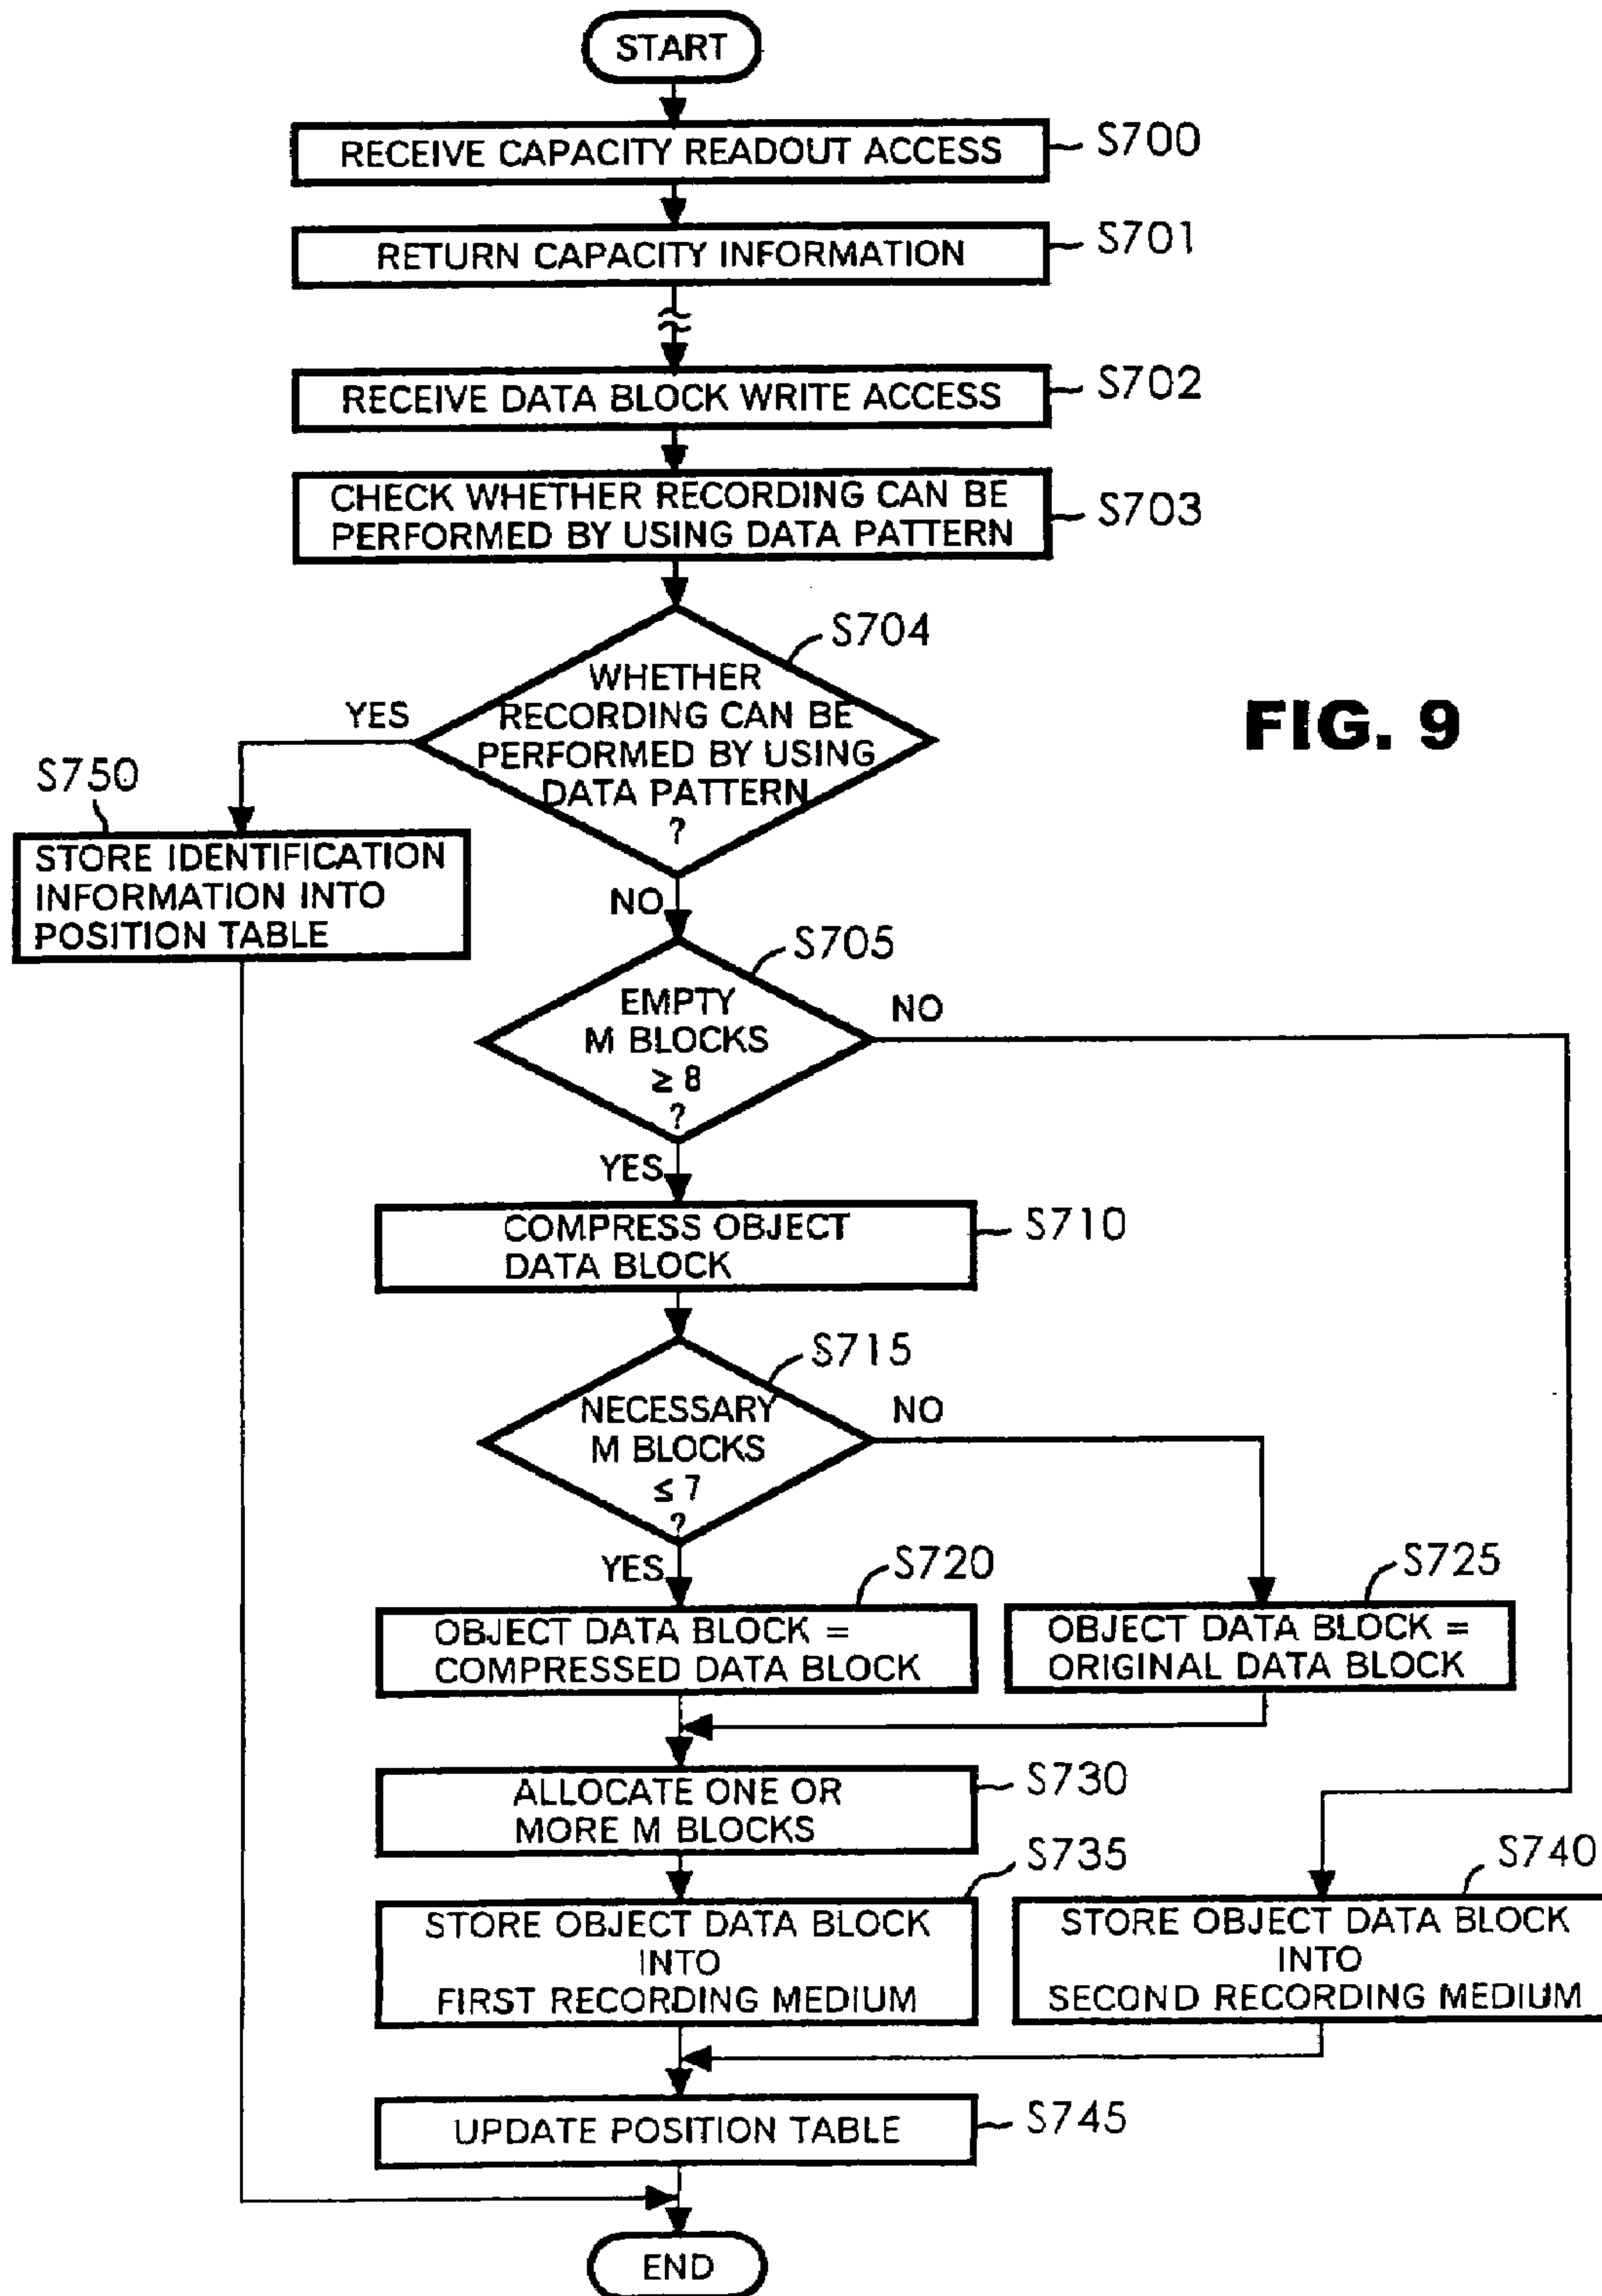 START
RECEIVE CAPACITY READOUT ACCESS
S700
RETURN CAPACITY INFORMATION
S701
RECEIVE DATA BLOCK WRITE ACCESS
S702
CHECK WHETHER RECORDING CAN BE
PERFORMED BY USING DATA PATTERN
S703
S704
WHETHER
RECORDING CAN BE
PERFORMED BY USING
DATA PATTERN
?
YES
FIG. 9
S750
STORE IDENTIFICATION
INFORMATION INTO
POSITION TABLE
NO
S705
EMPTY
M BLOCKS
≥ 8
?
NO
YES
COMPRESS OBJECT
DATA BLOCK
S710
S715
NECESSARY
M BLOCKS
≤ 7
?
NO
YES
S720
OBJECT DATA BLOCK =
COMPRESSED DATA BLOCK
S725
OBJECT DATA BLOCK =
ORIGINAL DATA BLOCK
ALLOCATE ONE OR
MORE M BLOCKS
S730
S735
STORE OBJECT DATA BLOCK
INTO
FIRST RECORDING MEDIUM
S740
STORE OBJECT DATA BLOCK
INTO
SECOND RECORDING MEDIUM
UPDATE POSITION TABLE
S745
END